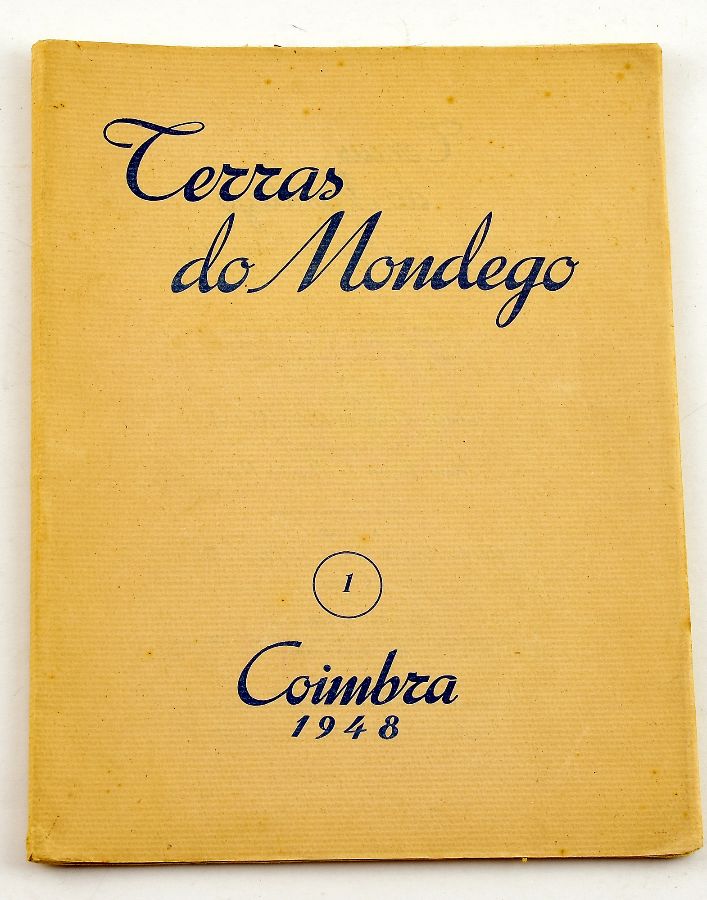 Terras
do Mondego
1
Coimbra
1948